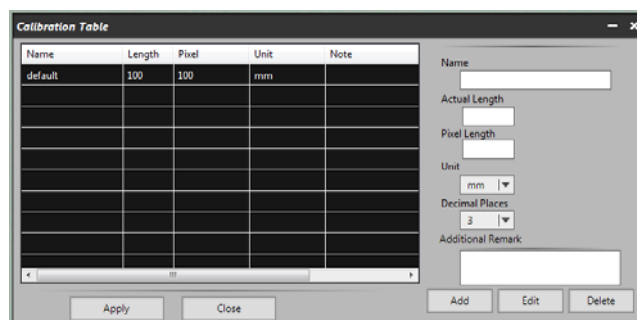 Calibration Table
Name Length Pixel Unit Note
default 100 100 mm
Name
Actual Length
Pixel Length
Unit
mm
Decimal Places
3
Additional Remark
Apply Close
Add Edit Delete